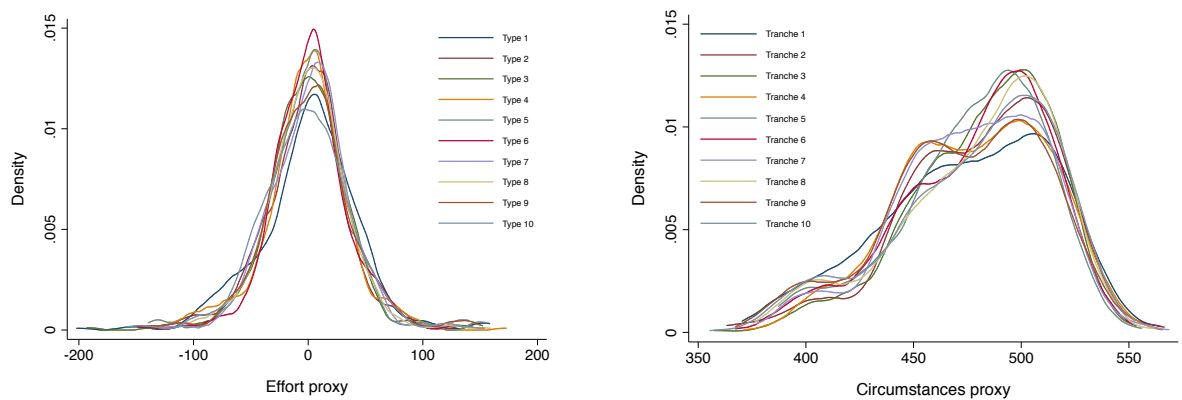 Density
.015
.01
.005
0
-200
-100
0
100
200
Effort proxy
Type 1
Type 2
Type 3
Type 4
Type 5
Type 6
Type 7
Type 8
Type 9
Type 10
Density
.015
.01
.005
0
350
400
450
500
550
Circumstances proxy
Tranche 1
Tranche 2
Tranche 3
Tranche 4
Tranche 5
Tranche 6
Tranche 7
Tranche 8
Tranche 9
Tranche 10